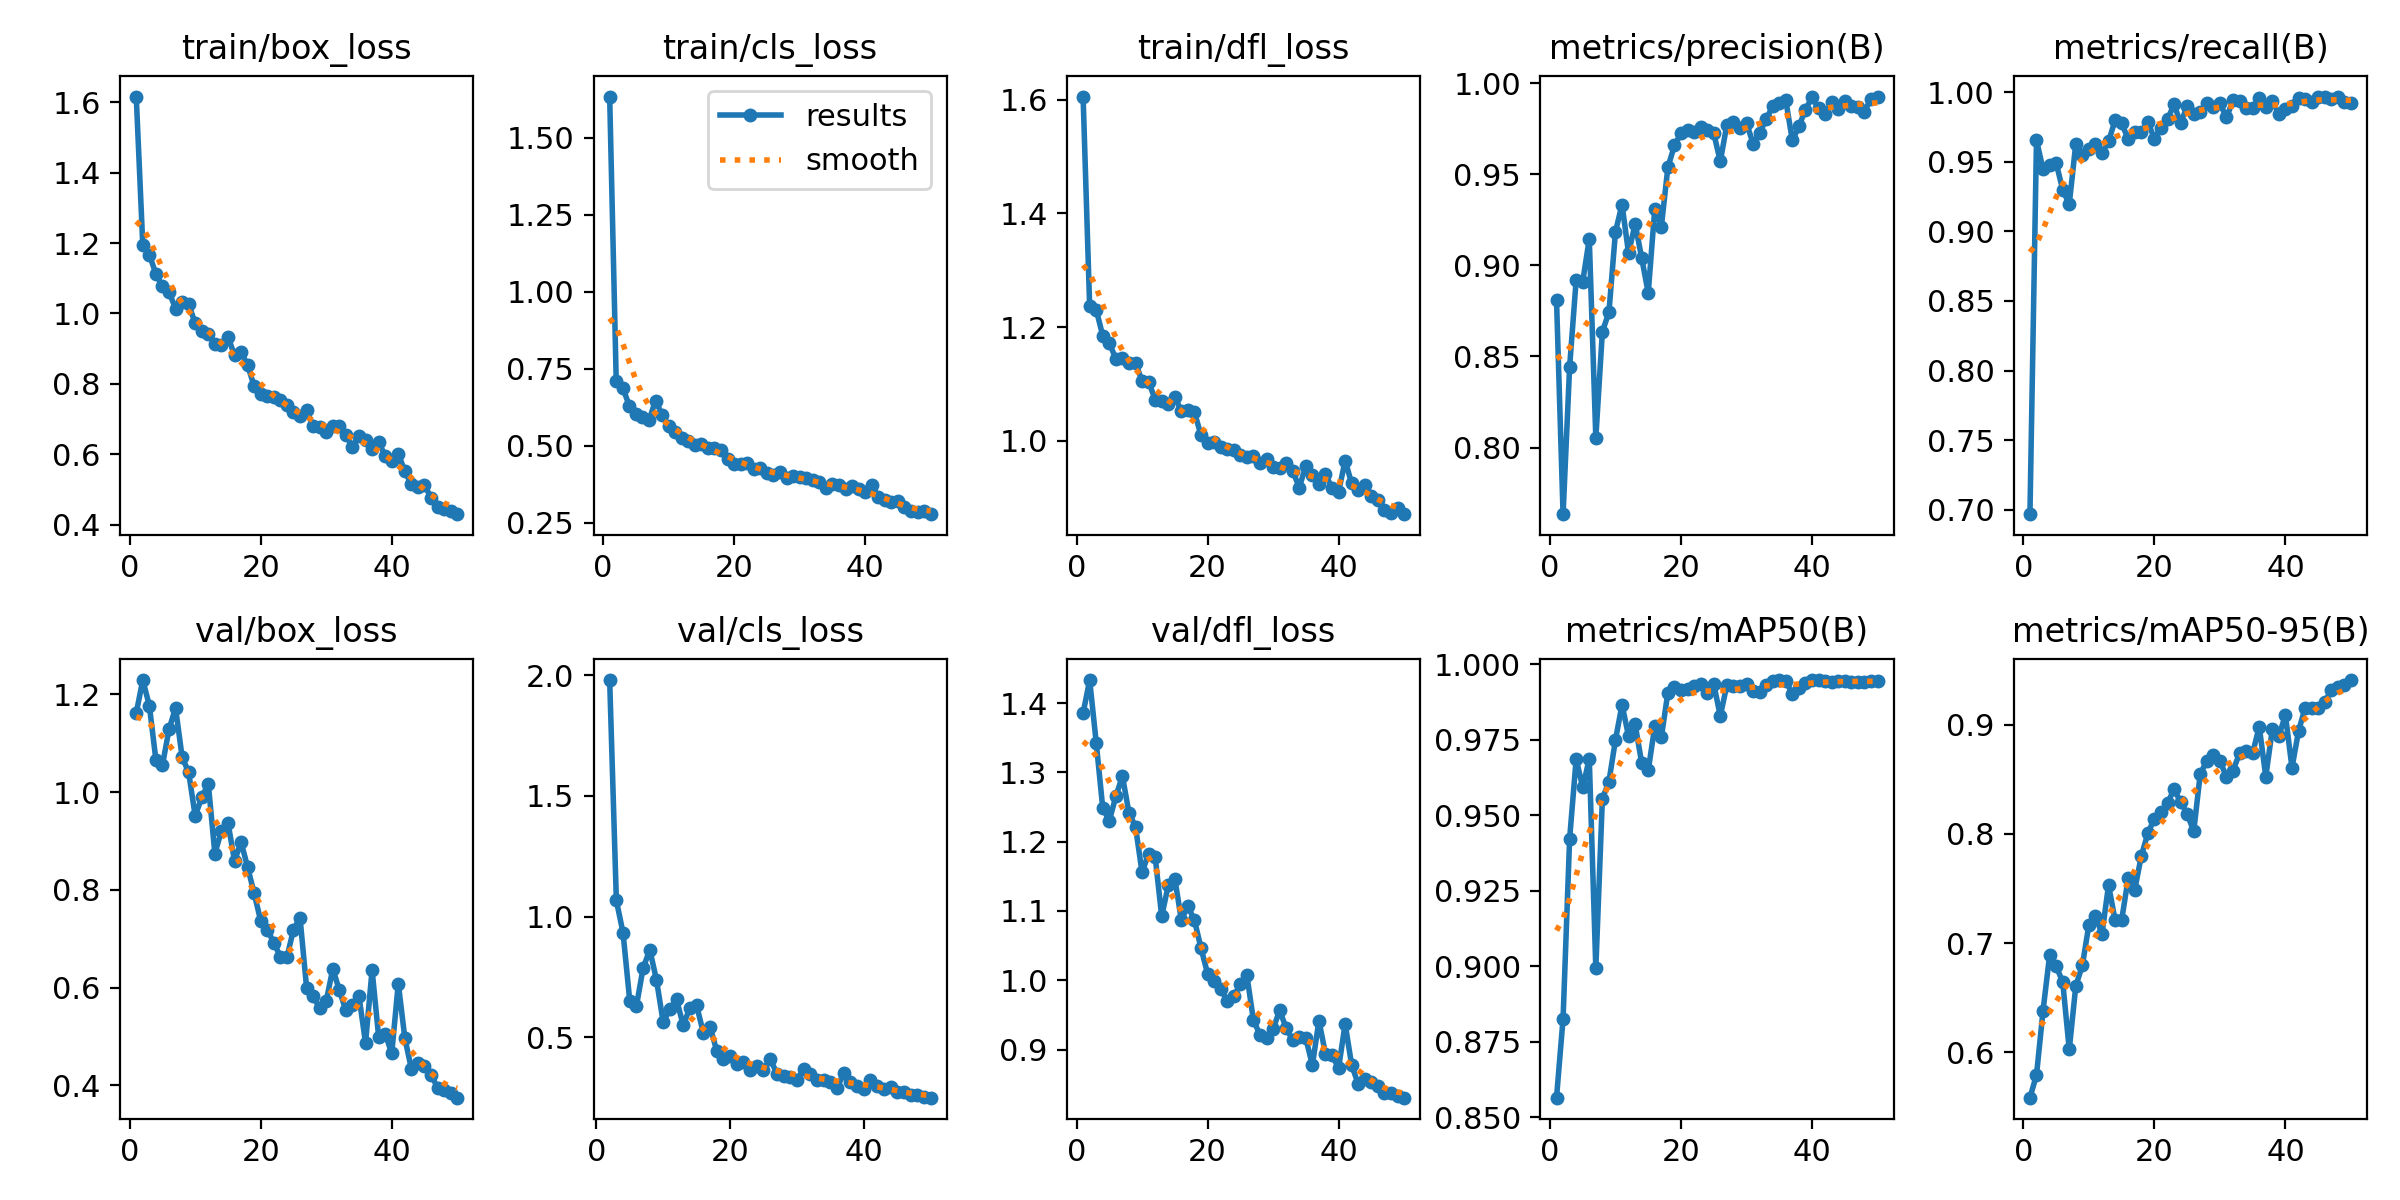 train/box_loss
train/cls_loss
train/dfl_loss
metrics/precision(B)
metrics/recall(B)
1.6
1.4
1.2
1.0
0.8
0.6
0.4
0 20 40
results
smooth
1.50
1.25
1.00
0.75
0.50
0.25
0 20 40
1.6
1.4
1.2
1.0
0 20 40
1.00
0.95
0.90
0.85
0.80
0 20 40
1.00
0.95
0.90
0.85
0.80
0.75
0.70
0 20 40
val/box_loss
val/cls_loss
val/dfl_loss
metrics/mAP50(B)
metrics/mAP50-95(B)
1.2
1.0
0.8
0.6
0.4
0 20 40
2.0
1.5
1.0
0.5
0 20 40
1.4
1.3
1.2
1.1
1.0
0.9
0 20 40
1.000
0.975
0.950
0.925
0.900
0.875
0.850
0 20 40
0.9
0.8
0.7
0.6
0 20 40